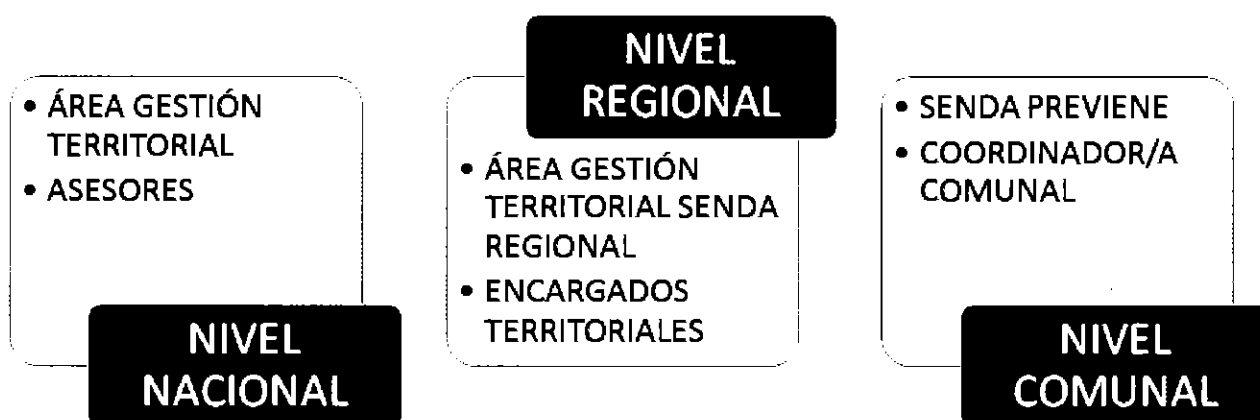 • ÁREA GESTIÓN
TERRITORIAL
• ASESORES
NIVEL
NACIONAL
NIVEL
REGIONAL
• ÁREA GESTIÓN
TERRITORIAL SENDA
REGIONAL
• ENCARGADOS
TERRITORIALES
• SENDA PREVIENE
• COORDINADOR/A
COMUNAL
NIVEL
COMUNAL